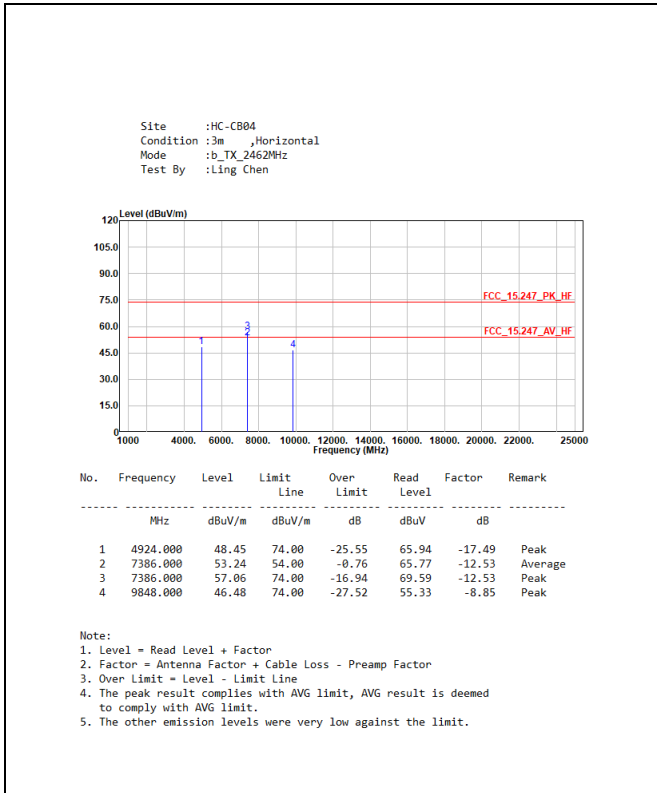 Site :HC-CB04
Condition :3m ,Horizontal
Mode :b_TX_2462MHz
Test By :Ling Chen
Level (dBuV/m)
120
105.0
90.0
75.0
FCC_15.247_PK_HF
60.0
FCC_15.247_AV_HF
3
2
1
4
45.0
30.0
15.0
0
1000 4000. 6000. 8000. 10000. 12000. 14000. 16000. 18000. 20000. 22000. 25000
Frequency (MHz)
No. Frequency Level Limit Over Read Factor Remark
Line Limit Level
------ ----------- ------- -------- ------- ------- -------- ---------
MHz dBuV/m dBuV/m dB dBuV dB
1 4924.000 48.45 74.00 -25.55 65.94 -17.49 Peak
2 7386.000 53.24 54.00 -0.76 65.77 -12.53 Average
3 7386.000 57.06 74.00 -16.94 69.59 -12.53 Peak
4 9848.000 46.48 74.00 -27.52 55.33 -8.85 Peak
Note:
1. Level = Read Level + Factor
2. Factor = Antenna Factor + Cable Loss - Preamp Factor
3. Over Limit = Level - Limit Line
4. The peak result complies with AVG limit, AVG result is deemed
to comply with AVG limit.
5. The other emission levels were very low against the limit.